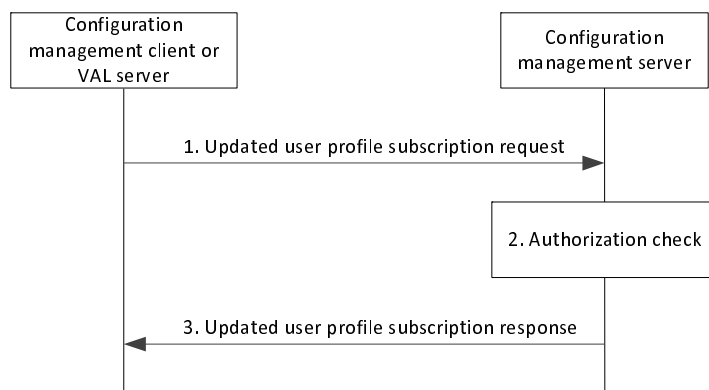 Configuration
management client or
VAL server
Configuration
management server
1. Updated user profile subscription request
2. Authorization check
3. Updated user profile subscription response